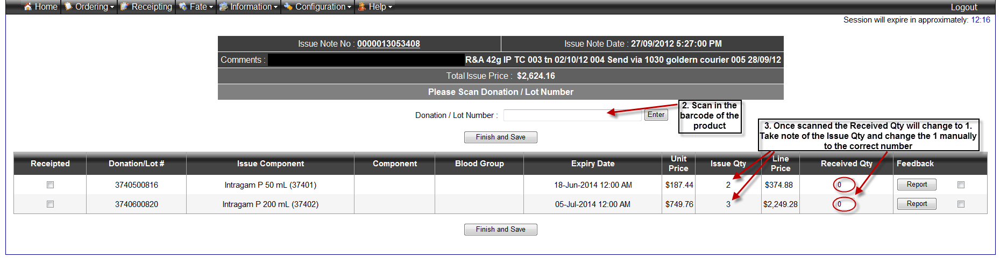 Home Ordering Receipting Fate Information Configuration Help Logout
Session will expire in approximately: 12:16
Issue Note No : 0000013053408 Issue Note Date : 27/09/2012 5:27:00 PM
Comments : R&A 42g IP TC 003 tn 02/10/12 004 Send via 1030 goldern courier 005 28/09/12
Total Issue Price : $2,624.16
Please Scan Donation / Lot Number
Donation / Lot Number : Enter
2. Scan in the
barcode of the
product
3. Once scanned the Received Qty will change to 1.
Take note of the Issue Qty and change the 1 manually
to the correct number
Finish and Save
Receipted Donation/Lot # Issue Component Component Blood Group Expiry Date Unit Price Issue Qty Line Price Received Qty Feedback
3740500816 Intragam P 50 mL (37401) 18-Jun-2014 12:00 AM $187.44 2 $374.88 0 Report
3740600820 Intragam P 200 mL (37402) 05-Jul-2014 12:00 AM $749.76 3 $2,249.28 0 Report
Finish and Save